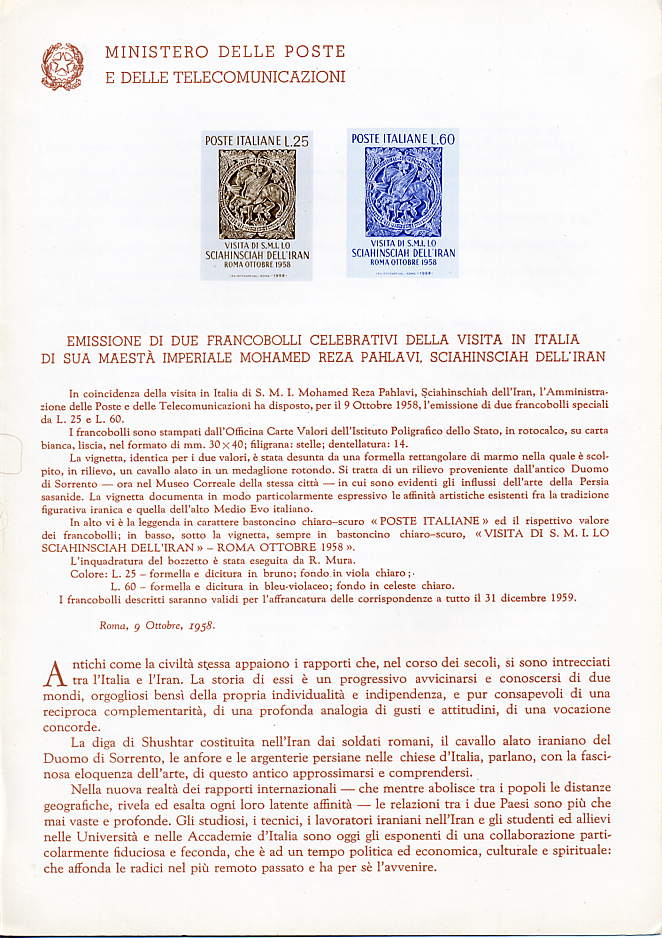 MINISTERO DELLE POSTE
E DELLE TELECOMUNICAZIONI
POSTE ITALIANE L.25
VISITA DI S.M.I. LO
SCIAHINSCIAH DELL'IRAN
ROMA OTTOBRE 1958
POSTE ITALIANE L.60
VISITA DI S.M.I. LO
SCIAHINSCIAH DELL'IRAN
ROMA OTTOBRE 1958
EMISSIONE DI DUE FRANCOBOLLI CELEBRATIVI DELLA VISITA IN ITALIA
DI SUA MAESTÀ IMPERIALE MOHAMED REZA PAHLAVI, SCIAHINSCIAH DELL'IRAN
In coincidenza della visita in Italia di S. M. I. Mohamed Reza Pahlavi, Sciahinschiah dell'Iran, l'Amministra-
zione delle Poste e delle Telecomunicazioni ha disposto, per il 9 Ottobre 1958, l'emissione di due francobolli speciali
da L. 25 e L. 60.
I francobolli sono stampati dall'Officina Carte Valori dell'Istituto Poligrafico dello Stato, in rotocalco, su carta
bianca, liscia, nel formato di mm. 30×40; filigrana: stelle; dentellatura: 14.
La vignetta, identica per i due valori, è stata desunta da una formella rettangolare di marmo nella quale è scol-
pito, in rilievo, un cavallo alato in un medaglione rotondo. Si tratta di un rilievo proveniente dall'antico Duomo
di Sorrento — ora nel Museo Correale della stessa città — in cui sono evidenti gli influssi dell'arte della Persia
sasanide. La vignetta documenta in modo particolarmente espressivo le affinità artistiche esistenti fra la tradizione
figurativa iranica e quella dell'alto Medio Evo italiano.
In alto vi è la leggenda in carattere bastoncino chiaro-scuro «POSTE ITALIANE» ed il rispettivo valore
dei francobolli; in basso, sotto la vignetta, sempre in bastoncino chiaro-scuro, «VISITA DI S. M. I. LO
SCIAHINSCIAH DELL'IRAN» – ROMA OTTOBRE 1958».
L'inquadratura del bozzetto è stata eseguita da R. Mura.
Colore: L. 25 - formella e dicitura in bruno; fondo in viola chiaro;
L. 60 - formella e dicitura in bleu-violaceo; fondo in celeste chiaro.
I francobolli descritti saranno validi per l'affrancatura delle corrispondenze a tutto il 31 dicembre 1959.
Roma, 9 Ottobre, 1958.
Antichi come la civiltà stessa appaiono i rapporti che, nel corso dei secoli, si sono intrecciati
tra l'Italia e l'Iran. La storia di essi è un progressivo avvicinarsi e conoscersi di due
mondi, orgogliosi bensì della propria individualità e indipendenza, e pur consapevoli di una
reciproca complementarità, di una profonda analogia di gusti e attitudini, di una vocazione
concorde.
La diga di Shushtar costituita nell'Iran dai soldati romani, il cavallo alato iraniano del
Duomo di Sorrento, le anfore e le argenterie persiane nelle chiese d'Italia, parlano, con la fasci-
nosa eloquenza dell'arte, di questo antico approssimarsi e comprendersi.
Nella nuova realtà dei rapporti internazionali — che mentre abolisce tra i popoli le distanze
geografiche, rivela ed esalta ogni loro latente affinità — le relazioni tra i due Paesi sono più che
mai vaste e profonde. Gli studiosi, i tecnici, i lavoratori iraniani nell'Iran e gli studenti ed allievi
nelle Università e nelle Accademie d'Italia sono oggi gli esponenti di una collaborazione parti-
colarmente fiduciosa e feconda, che è ad un tempo politica ed economica, culturale e spirituale:
che affonda le radici nel più remoto passato e ha per sè l'avvenire.